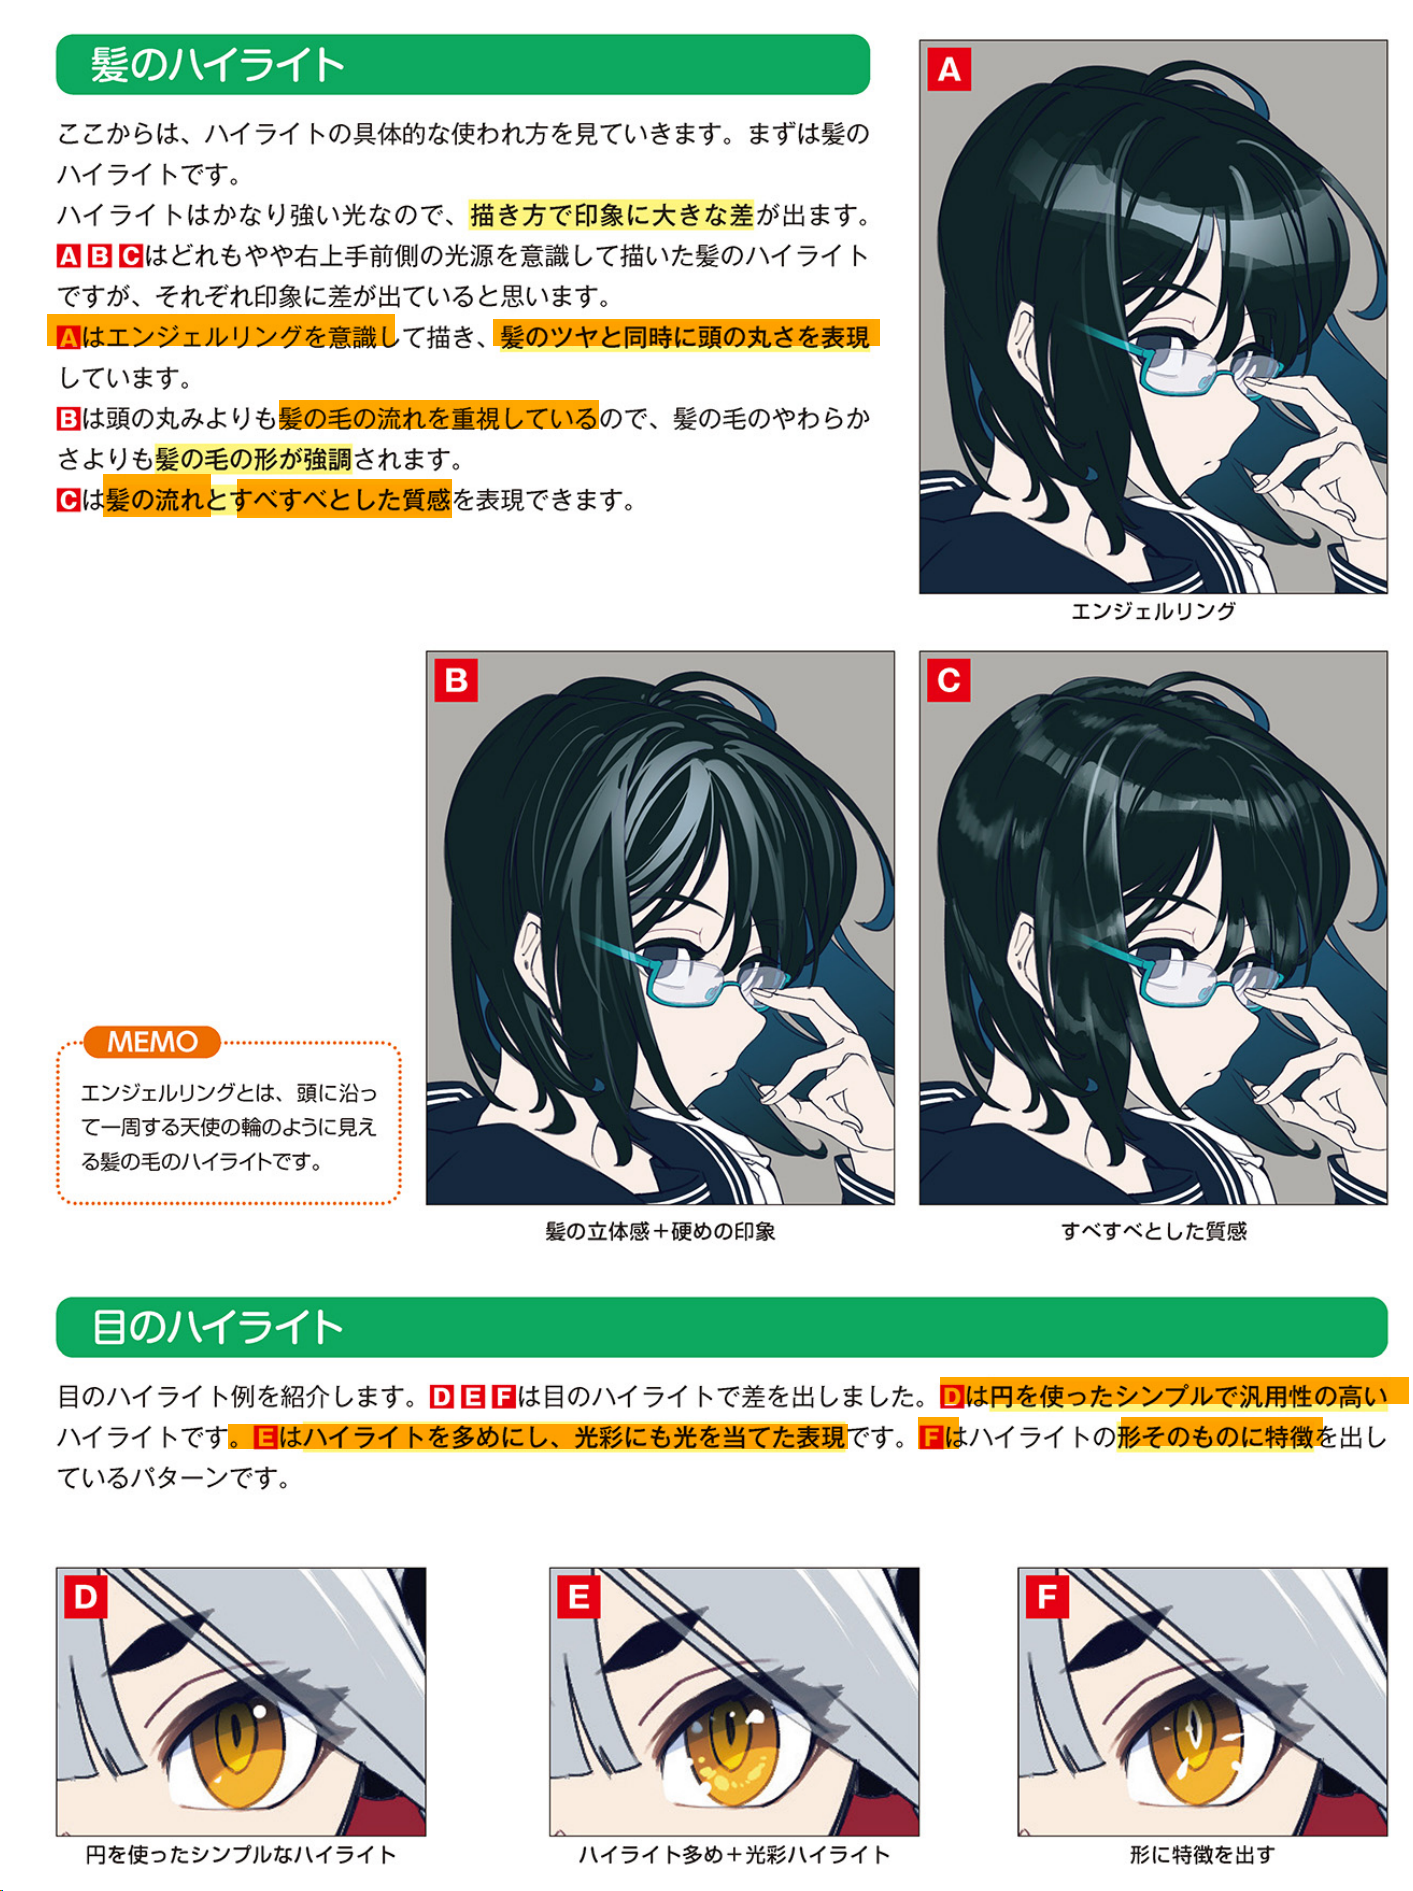 髪のハイライト
ここからは、ハイライトの具体的な使われ方を見ていきます。まずは髪の
ハイライトです。
ハイライトはかなり強い光なので、描き方で印象に大きな差が出ます。
A B Cはどれもやや右上手前側の光源を意識して描いた髪のハイライト
ですが、それぞれ印象に差が出ていると思います。
Aはエンジェルリングを意識して描き、髪のツヤと同時に頭の丸さを表現
しています。
Bは頭の丸みよりも髪の毛の流れを重視しているので、髪の毛のやわらか
さよりも髪の毛の形が強調されます。
Cは髪の流れとすべすべとした質感を表現できます。
A
エンジェルリング
B
髪の立体感＋硬めの印象
C
すべすべとした質感
MEMO
エンジェルリングとは、頭に沿っ
て一周する天使の輪のように見え
る髪の毛のハイライトです。
目のハイライト
目のハイライト例を紹介します。D E Fは目のハイライトで差を出しました。Dは円を使ったシンプルで汎用性の高い
ハイライトです。Eはハイライトを多めにし、光彩にも光を当てた表現です。Fはハイライトの形そのものに特徴を出し
ているパターンです。
D
円を使ったシンプルなハイライト
E
ハイライト多め＋光彩ハイライト
F
形に特徴を出す